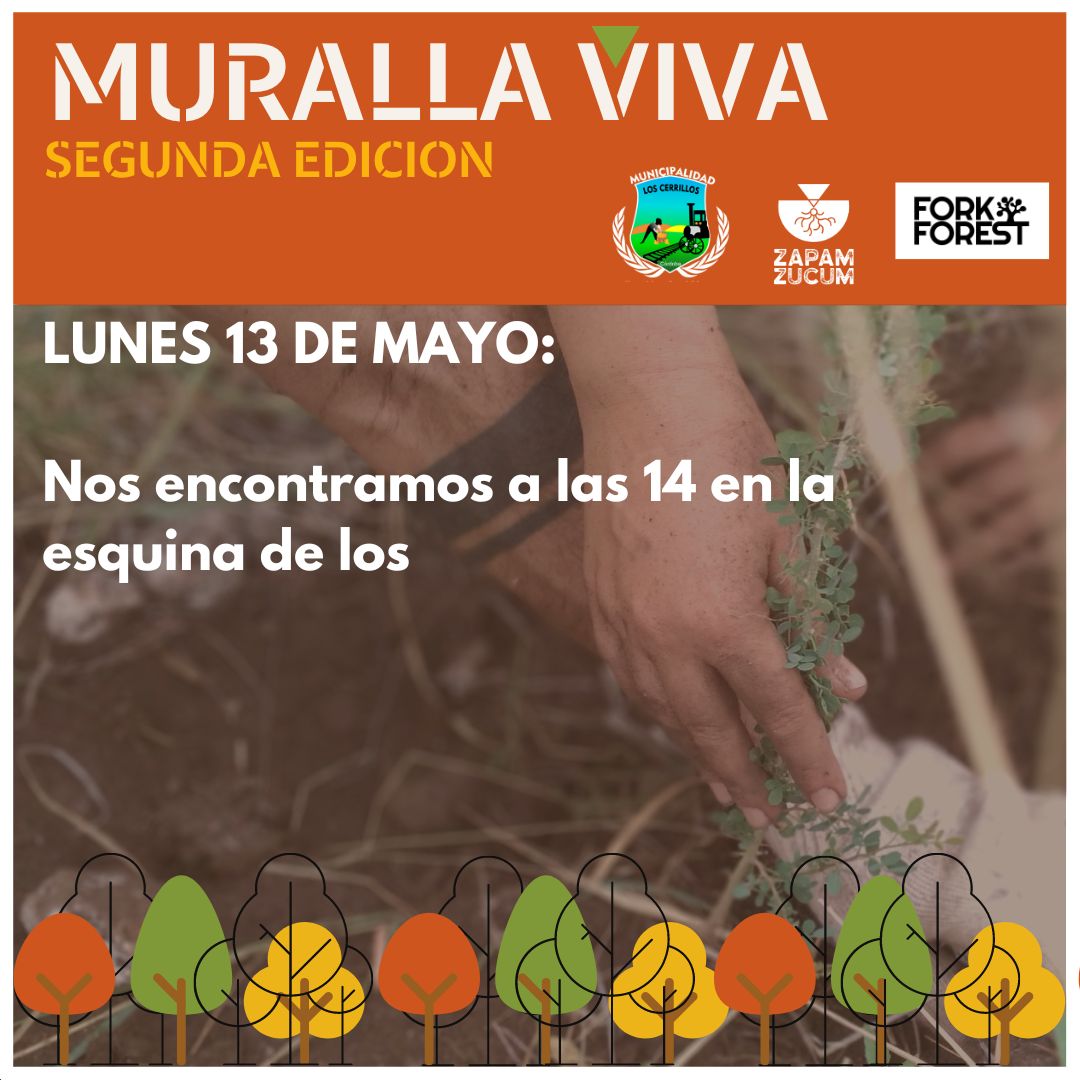 MURALLA VIVA
SEGUNDA EDICION
MUNICIPALIDAD
LOS CERRILLOS
Córdoba
ZAPAM
ZUCUM
FORK
FOREST
LUNES 13 DE MAYO:
Nos encontramos a las 14 en la
esquina de los